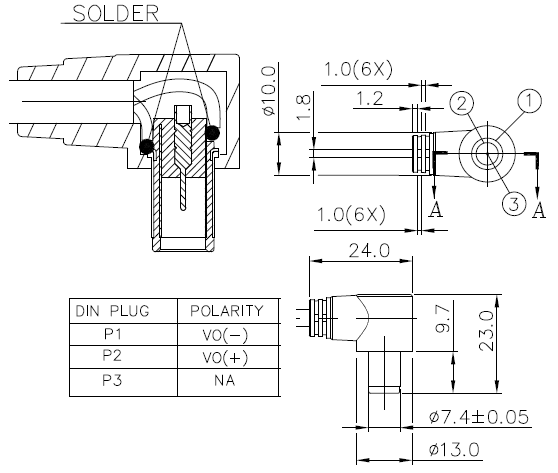 SOLDER
1.0(6X)
1.2
1.8
ø10.0
1
2
3
A
A
1.0(6X)
24.0
9.7
23.0
ø7.4±0.05
ø13.0
DIN PLUG POLARITY
P1 VO(-)
P2 VO(+)
P3 NA